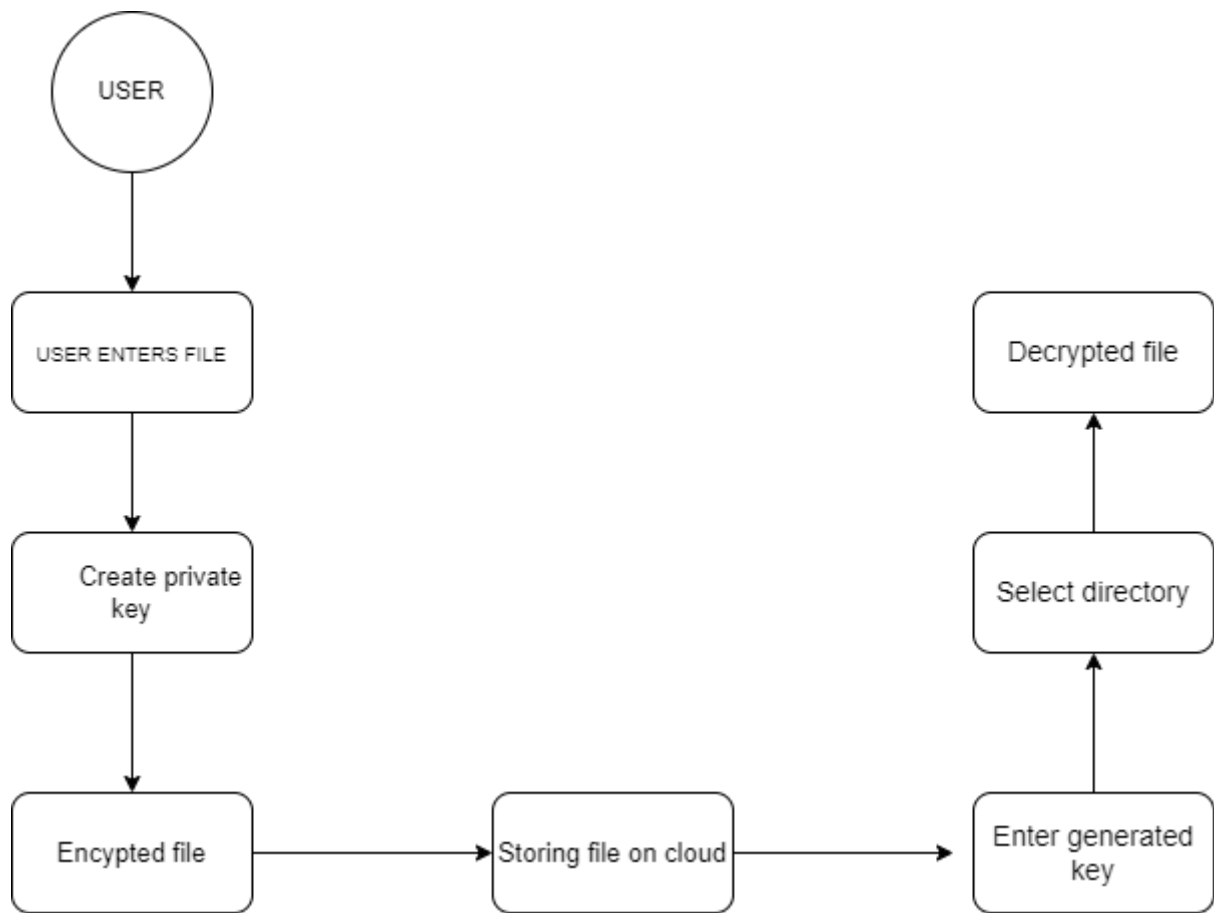 USER
USER ENTERS FILE
Create private
key
Encypted file
Storing file on cloud
Enter generated
key
Select directory
Decrypted file